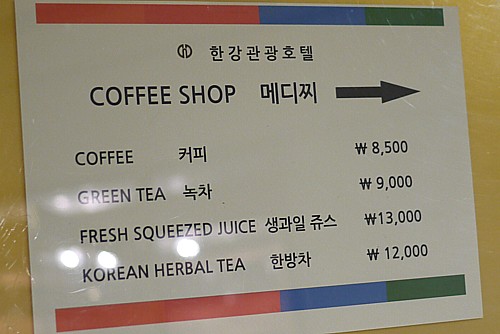 한강관광호텔
COFFEE SHOP 메디찌
COFFEE 커피 ₩ 8,500
GREEN TEA 녹차 ₩ 9,000
FRESH SQUEEZED JUICE 생과일 쥬스 ₩13,000
KOREAN HERBAL TEA 한방차 ₩ 12,000